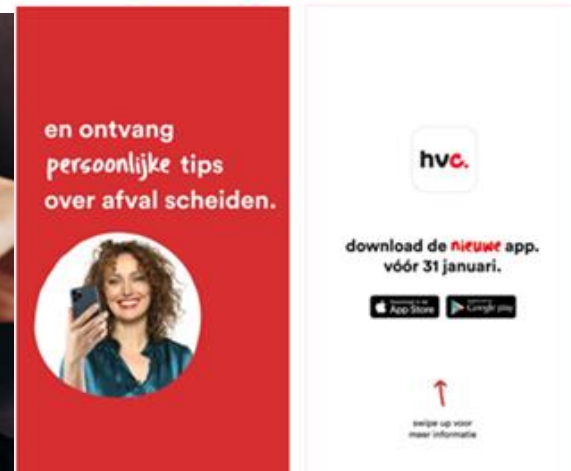 en ontvang
persoonlijke tips
over afval scheiden.
hvc.
download de nieuwe app.
vóór 31 januari.
App Store
Google play
swipe up voor
meer informatie